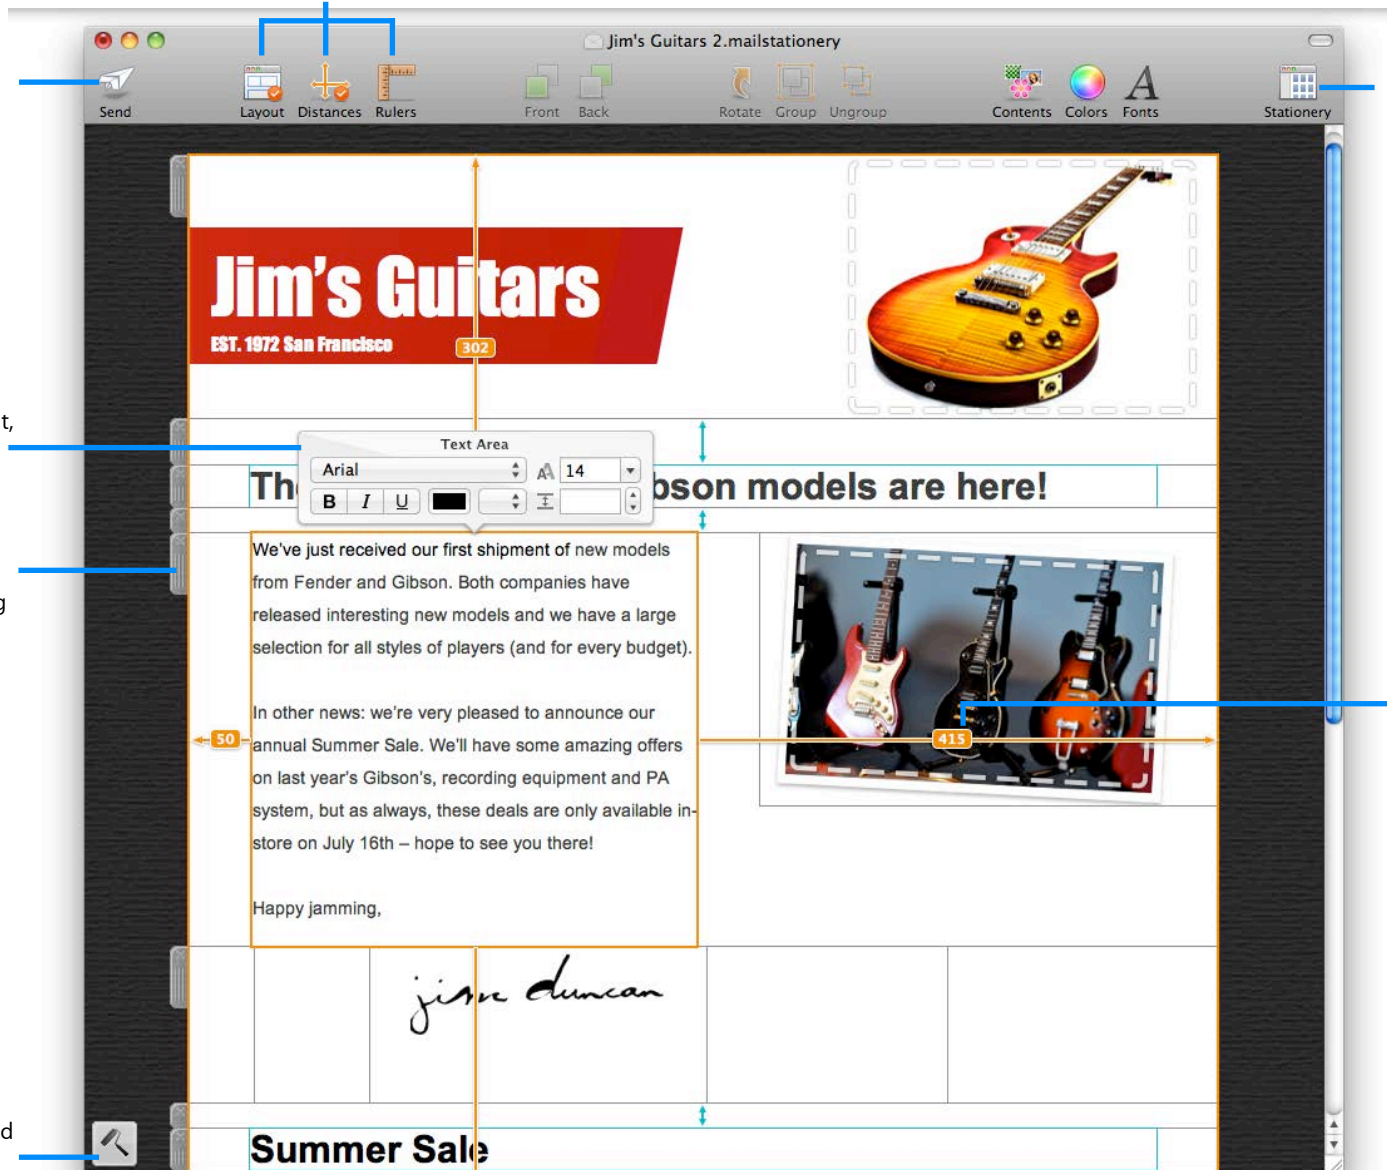 Jim's Guitars 2.mailstationery
Send
Layout
Distances
Rulers
Front
Back
Rotate
Group
Ungroup
Contents
Colors
Fonts
Stationery
Jim's Guitars
EST. 1972 San Francisco
302
t,
Text Area
Arial
14
B I U
Th
bson models are here!
We've just received our first shipment of new models
from Fender and Gibson. Both companies have
g
released interesting new models and we have a large
selection for all styles of players (and for every budget).
In other news: we're very pleased to announce our
50
annual Summer Sale. We'll have some amazing offers
415
on last year's Gibson's, recording equipment and PA
system, but as always, these deals are only available in-
store on July 16th – hope to see you there!
Happy jamming,
jim duncan
d
Summer Sale